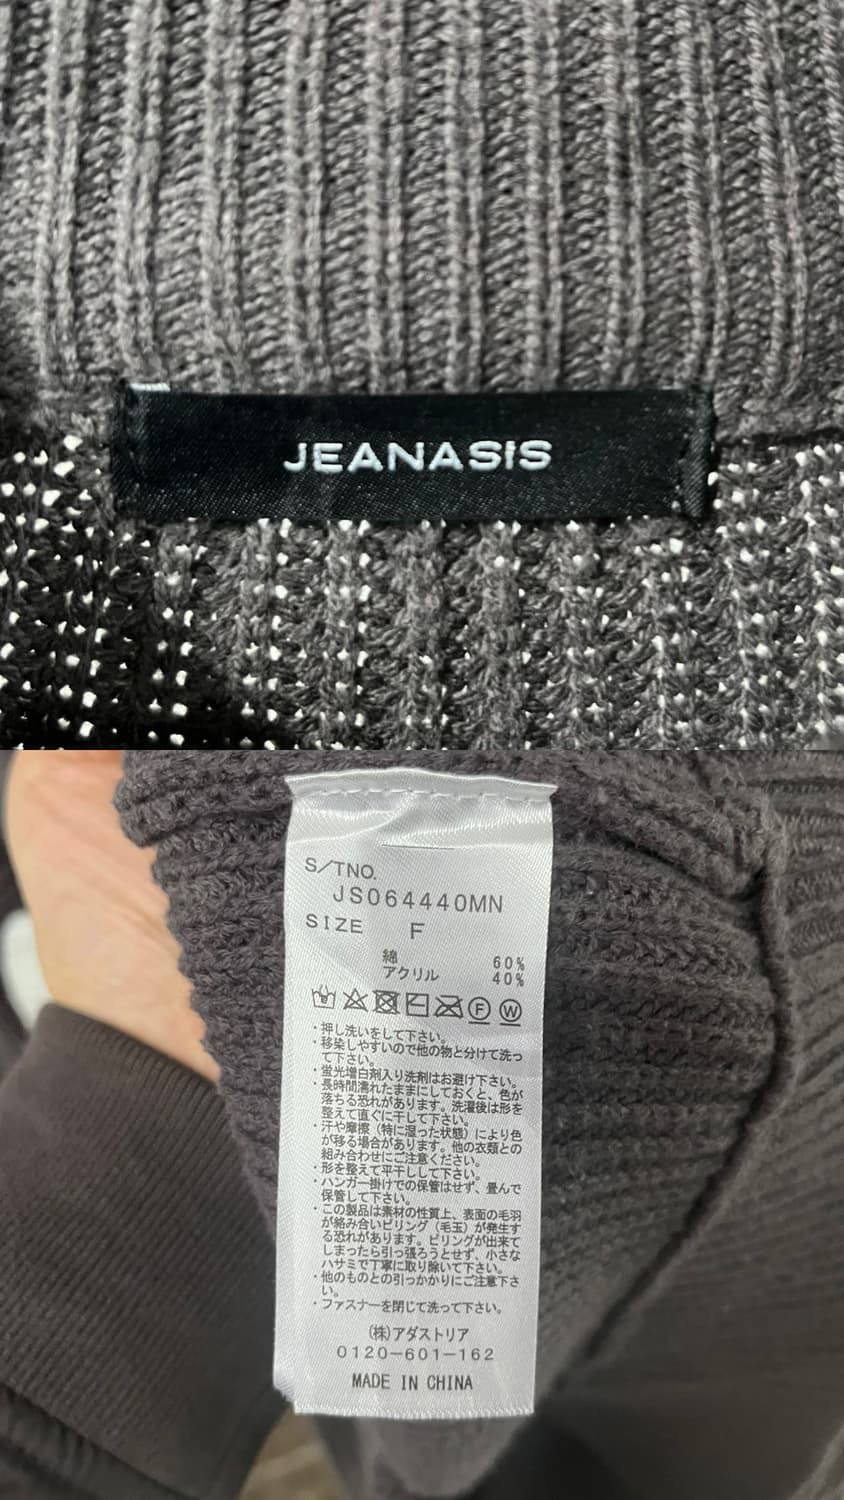 JEANASIS
S/TNO.
JS064440MN
SIZE F
綿 60%
アクリル 40%
F W
・押し洗いをして下さい。
・移染しやすいので他の物と分けて洗っ
て下さい。
・蛍光増白剤入り洗剤はお避け下さい。
・長時間濡れたままにしておくと、色が
落ちる恐れがあります。洗濯後は形を
整えて直ぐに干して下さい。
・汗や摩擦（特に湿った状態）により色
が移る場合があります。他の衣類との
組み合わせにご注意ください。
・形を整えて平干しして下さい。
・ハンガー掛けでの保管はせず、畳んで
保管して下さい。
・この製品は素材の性質上、表面の毛羽
が絡み合いピリング（毛玉）が発生す
る恐れがあります。ピリングが出来て
しまったら引っ張ろうとせず、小さな
ハサミで丁寧に取り除いて下さい。
・他のものとの引っかかりにご注意下さ
い。
・ファスナーを閉じて洗って下さい。
(株)アダストリア
0120-601-162
MADE IN CHINA